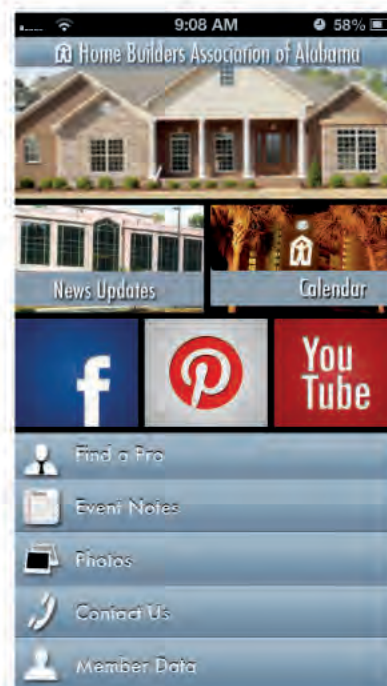 9:08 AM 58%
Home Builders Association of Alabama
News Updates Calendar
f
You
Tube
Find a Pro
Event Notes
Photos
Contact Us
Member Data